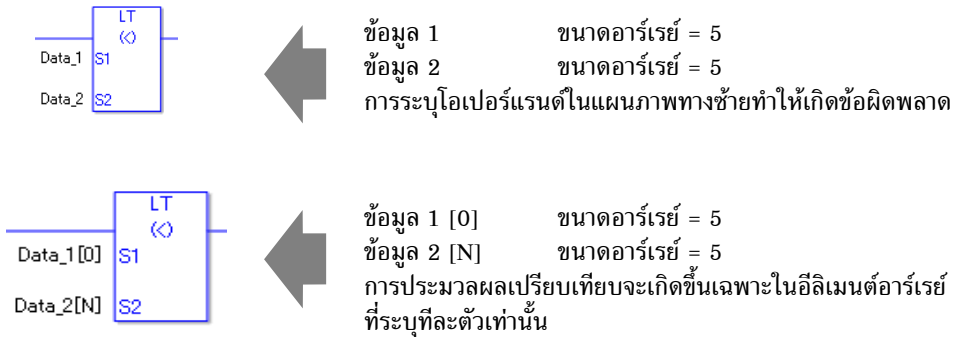 LT
(<)
Data_1 S1
Data_2 S2
ข้อมูล 1 ขนาดอาร์เรย์ = 5
ข้อมูล 2 ขนาดอาร์เรย์ = 5
การระบุโอเปอร์แรนด์ในแผนภาพทางซ้ายทำให้เกิดข้อผิดพลาด
LT
(<)
Data_1[0] S1
Data_2[N] S2
ข้อมูล 1 [0] ขนาดอาร์เรย์ = 5
ข้อมูล 2 [N] ขนาดอาร์เรย์ = 5
การประมวลผลเปรียบเทียบจะเกิดขึ้นเฉพาะในอีลิเมนต์อาร์เรย์
ที่ระบุทีละตัวเท่านั้น